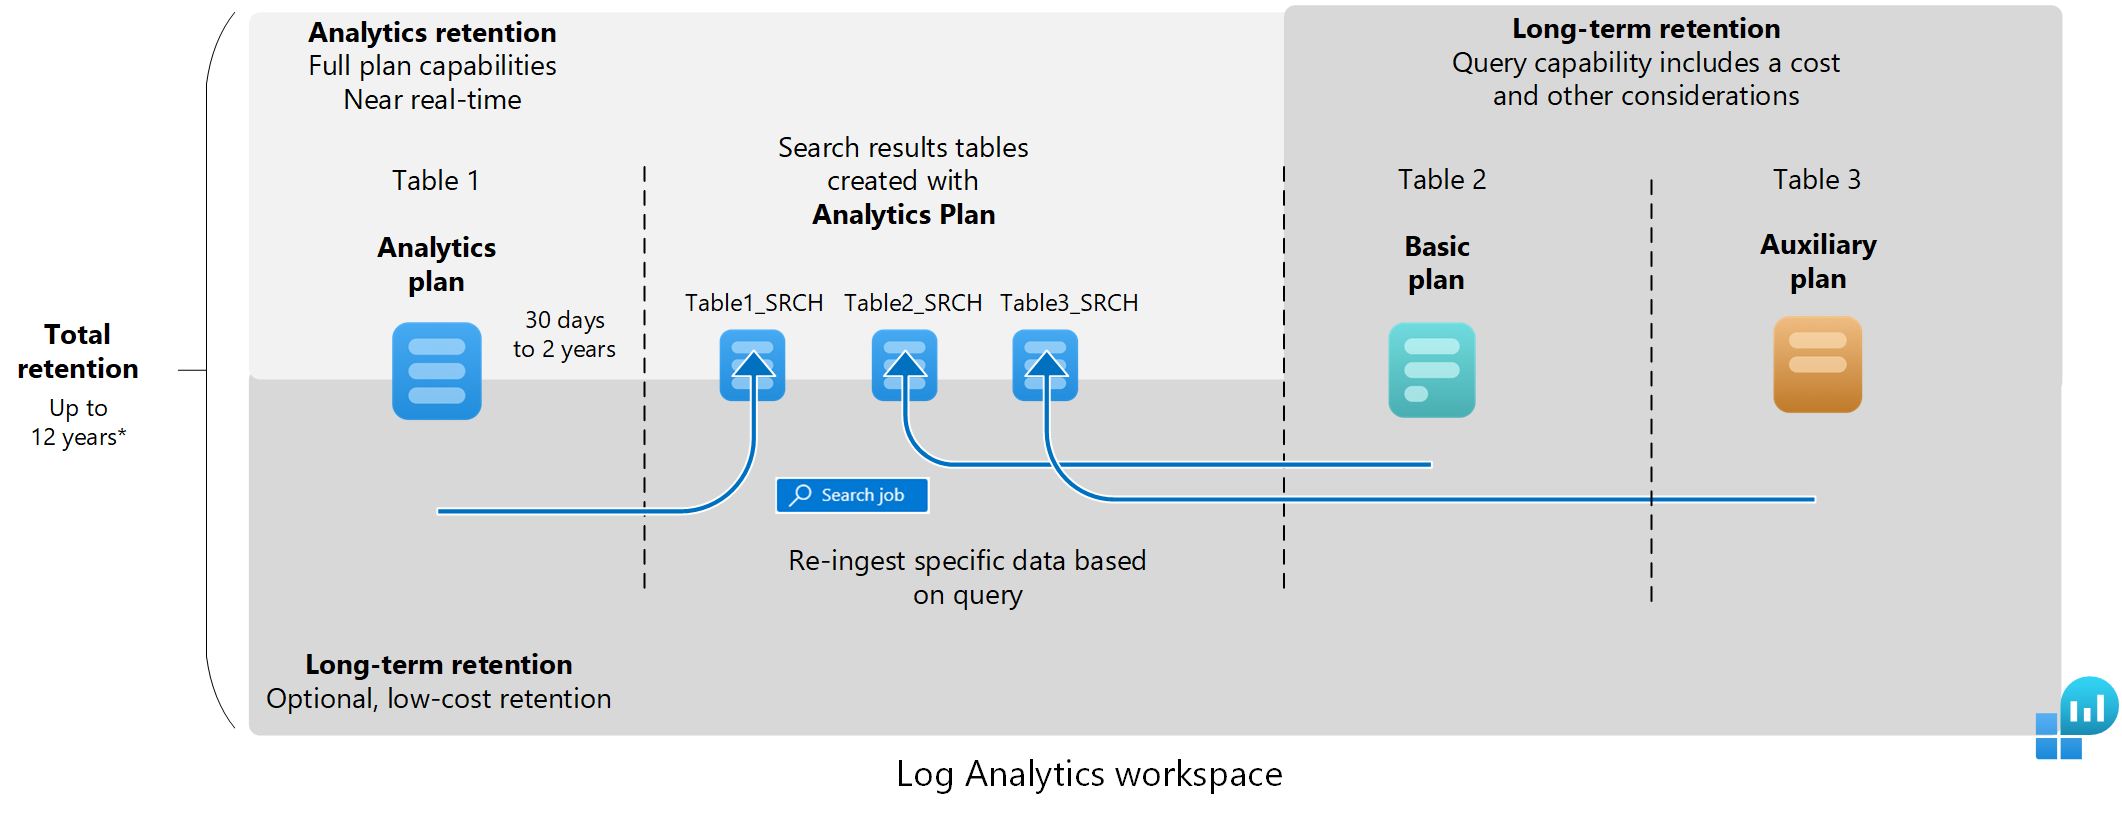 Analytics retention
Full plan capabilities
Near real-time
Long-term retention
Query capability includes a cost
and other considerations
Search results tables
created with
Analytics Plan
Table 1
Analytics
plan
30 days
to 2 years
Table1_SRCH
Table2_SRCH
Table3_SRCH
Table 2
Basic
plan
Table 3
Auxiliary
plan
Total
retention
Up to
12 years*
Search job
Re-ingest specific data based
on query
Long-term retention
Optional, low-cost retention
Log Analytics workspace